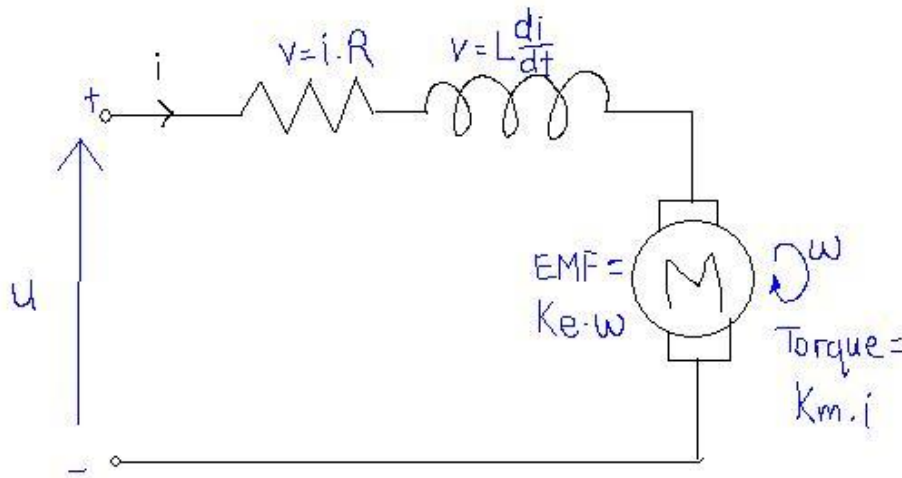 v=i.R
v=L di/dt
i
+
u
-
EMF=
Ke.w
M
w
Torque=
Km.i